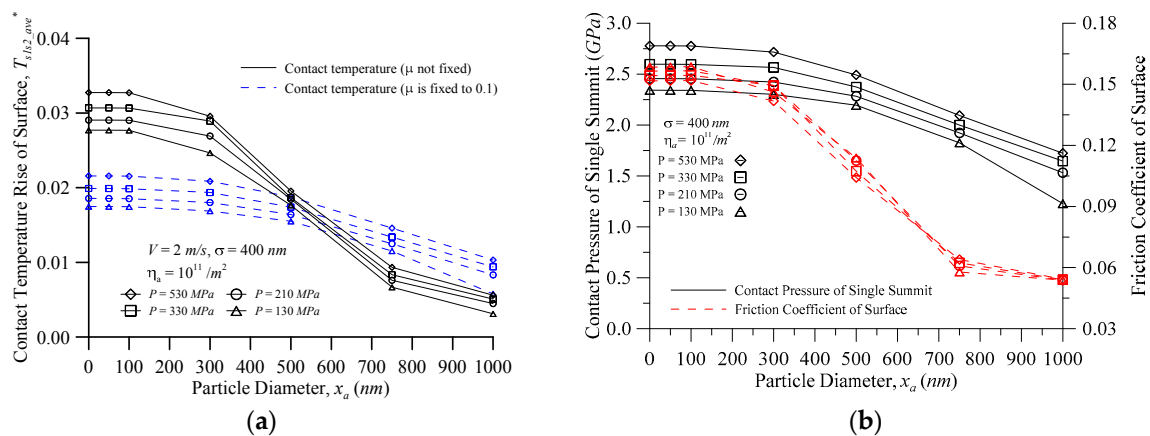 Contact Temperature Rise of Surface, T_s1s2_ave*
0.04
0.03
0.02
0.01
0.00
Contact temperature (μ not fixed)
Contact temperature (μ is fixed to 0.1)
V = 2 m/s, σ = 400 nm
ηa = 10¹¹ /m²
P = 530 MPa
P = 210 MPa
P = 330 MPa
P = 130 MPa
0 100 200 300 400 500 600 700 800 900 1000
Particle Diameter, xa (nm)
(a)
Contact Pressure of Single Summit (GPa)
3.0
2.5
2.0
1.5
1.0
0.5
0.0
σ = 400 nm
ηa = 10¹¹/m²
P = 530 MPa
P = 330 MPa
P = 210 MPa
P = 130 MPa
Contact Pressure of Single Summit
Friction Coefficient of Surface
0 100 200 300 400 500 600 700 800 900 1000
Particle Diameter, xa (nm)
0.18
0.15
0.12
0.09
0.06
0.03
Friction Coefficient of Surface
(b)